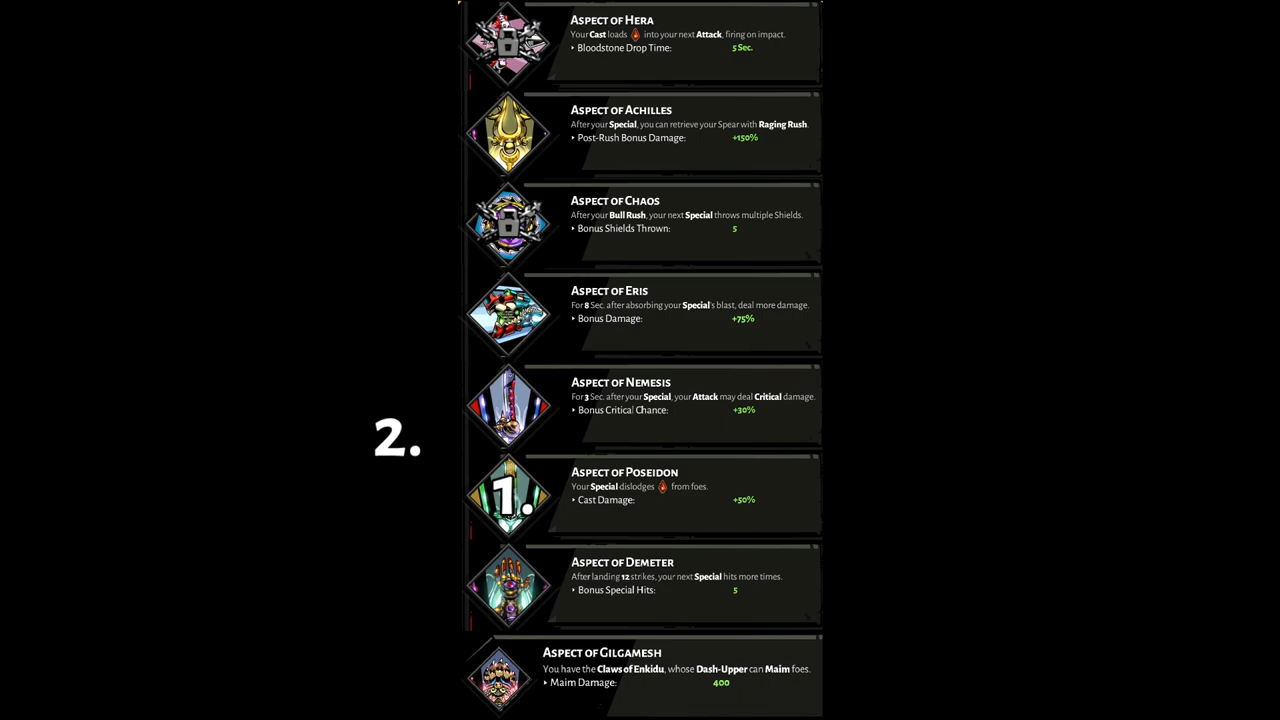 ASPECT OF HERA
Your Cast loads into your next Attack, firing on impact.
‣ Bloodstone Drop Time: 5 Sec.
ASPECT OF ACHILLES
After your Special, you can retrieve your Spear with Raging Rush.
‣ Post-Rush Bonus Damage: +150%
ASPECT OF CHAOS
After your Bull Rush, your next Special throws multiple Shields.
‣ Bonus Shields Thrown: 5
ASPECT OF ERIS
For 8 Sec. after absorbing your Special's blast, deal more damage.
‣ Bonus Damage: +75%
ASPECT OF NEMESIS
For 3 Sec. after your Special, your Attack may deal Critical damage.
‣ Bonus Critical Chance: +30%
2.
ASPECT OF POSEIDON
Your Special dislodges from foes.
1.
‣ Cast Damage: +50%
ASPECT OF DEMETER
After landing 12 strikes, your next Special hits more times.
‣ Bonus Special Hits: 5
ASPECT OF GILGAMESH
You have the Claws of Enkidu, whose Dash-Upper can Maim foes.
‣ Maim Damage: 400